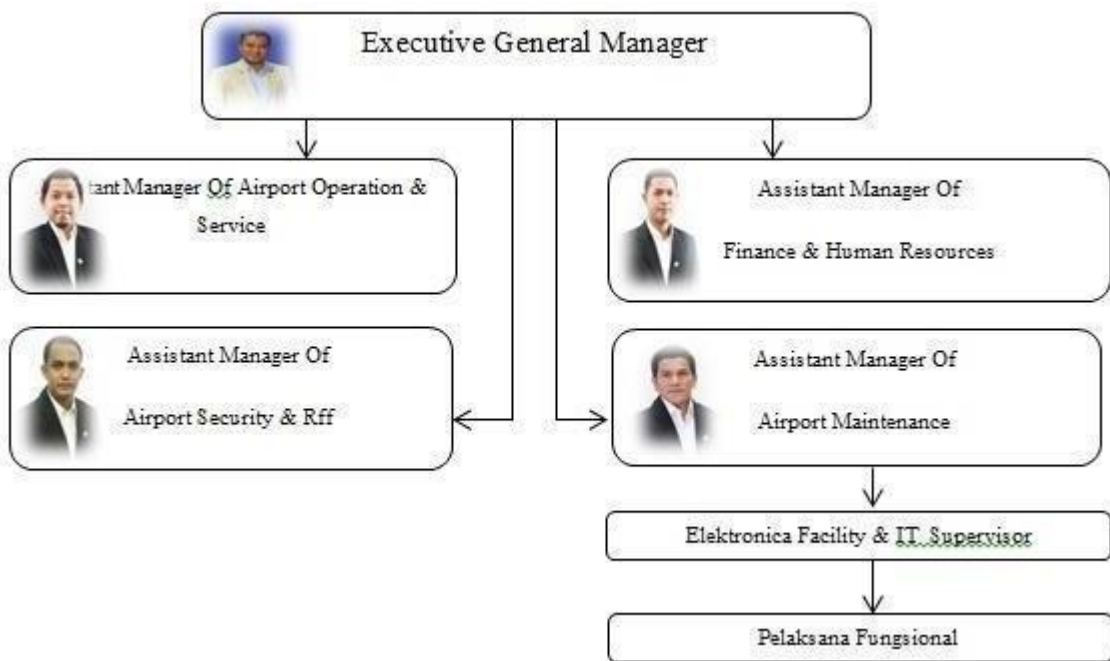 Executive General Manager
tant Manager Of Airport Operation &
Service
Assistant Manager Of
Finance & Human Resources
Assistant Manager Of
Airport Security & Rff
Assistant Manager Of
Airport Maintenance
Elektronica Facility & IT Supervisor
Pelaksana Fungsional